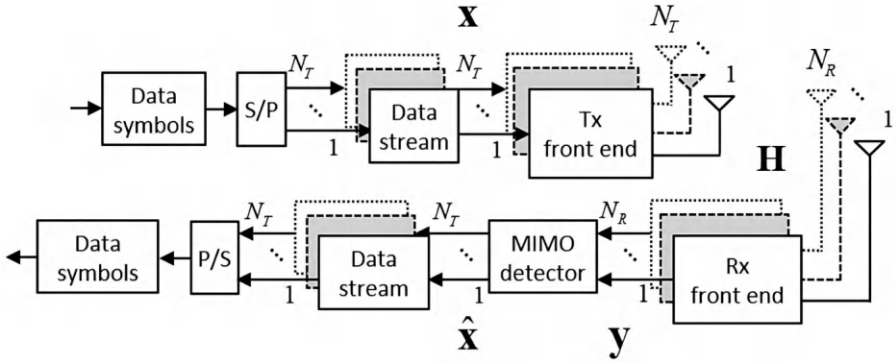 x
N_T
N_R
1
1
Data symbols
S/P
N_T
⋱
1
Data stream
N_T
⋱
1
Tx front end
⋱
⋱
H
Data symbols
P/S
N_T
⋱
1
Data stream
N_T
⋱
1
MIMO detector
N_R
⋱
1
Rx front end
x̂
y